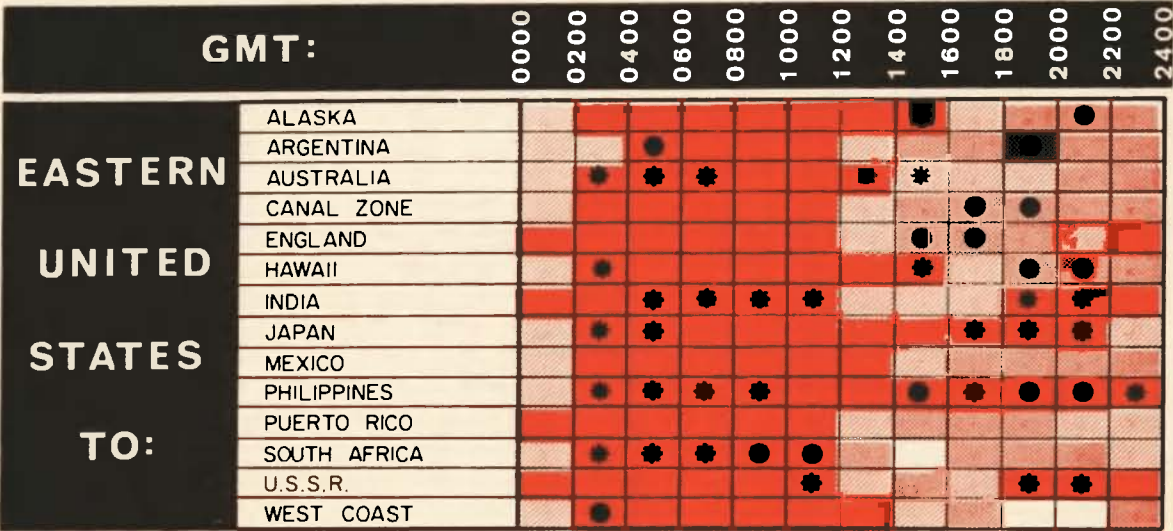 GMT:
0000 0200 0400 0600 0800 1000 1200 1400 1600 1800 2000 2200 2400
EASTERN
UNITED
STATES
TO:
ALASKA
ARGENTINA
AUSTRALIA
CANAL ZONE
ENGLAND
HAWAII
INDIA
JAPAN
MEXICO
PHILIPPINES
PUERTO RICO
SOUTH AFRICA
U.S.S.R.
WEST COAST